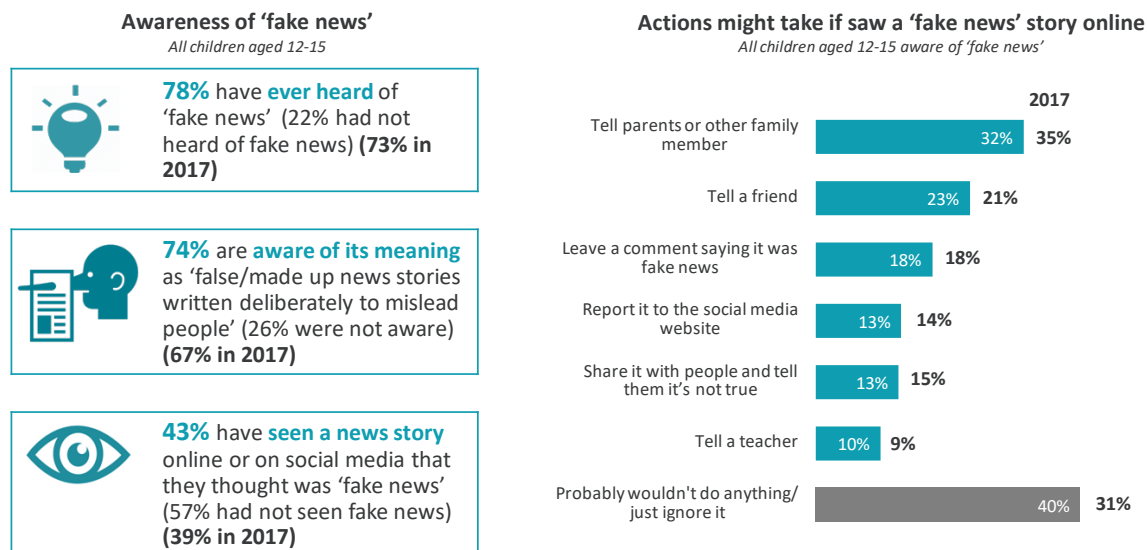 Awareness of ‘fake news’
All children aged 12-15
78% have ever heard of
‘fake news’ (22% had not
heard of fake news) (73% in
2017)
74% are aware of its meaning
as ‘false/made up news stories
written deliberately to mislead
people’ (26% were not aware)
(67% in 2017)
43% have seen a news story
online or on social media that
they thought was ‘fake news’
(57% had not seen fake news)
(39% in 2017)
Actions might take if saw a ‘fake news’ story online
All children aged 12-15 aware of ‘fake news’
2017
Tell parents or other family
member
32% 35%
Tell a friend
23% 21%
Leave a comment saying it was
fake news
18% 18%
Report it to the social media
website
13% 14%
Share it with people and tell
them it’s not true
13% 15%
Tell a teacher
10% 9%
Probably wouldn't do anything/
just ignore it
40% 31%